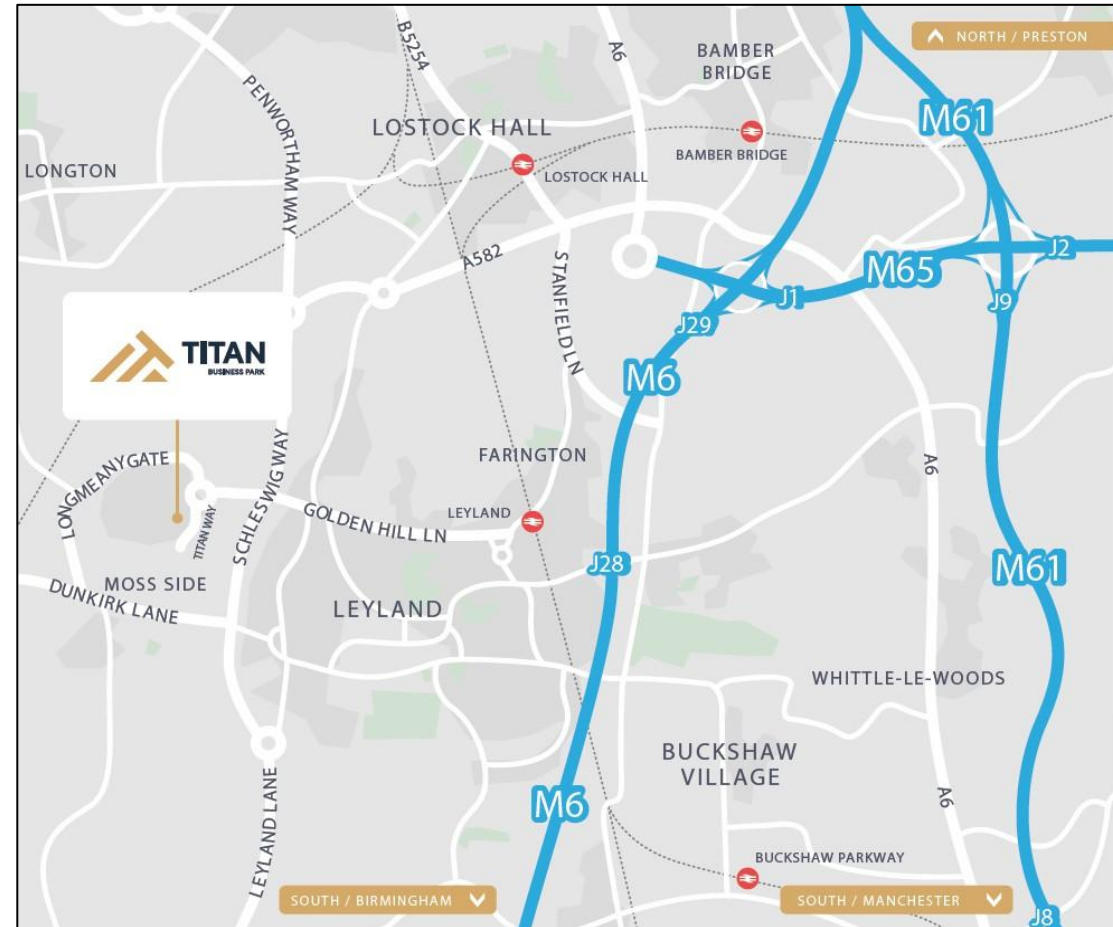 NORTH / PRESTON
B5254
A6
BAMBER
BRIDGE
M61
PENWORTHAM WAY
LOSTOCK HALL
BAMBER BRIDGE
LONGTON
LOSTOCK HALL
A582
STANFIELD LN
M65
J2
J1
J9
J29
TITAN
BUSINESS PARK
M6
SCHLESWIG WAY
FARINGTON
A6
LONGMEANYGATE
GOLDEN HILL LN
LEYLAND
TITAN WAY
J28
M61
MOSS SIDE
DUNKIRK LANE
LEYLAND
WHITTLE-LE-WOODS
BUCKSHAW
VILLAGE
M6
A6
LEYLAND LANE
BUCKSHAW PARKWAY
SOUTH / BIRMINGHAM
SOUTH / MANCHESTER
J8